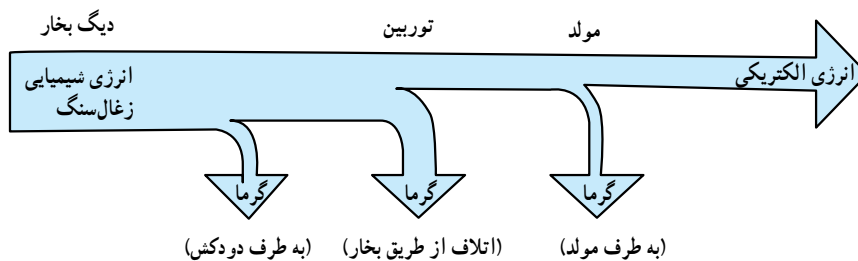 دیگ بخار
توربین
مولد
انرژی شیمیایی
زغال‌سنگ
انرژی الکتریکی
گرما
گرما
گرما
(به طرف دودکش)
(اتلاف از طریق بخار)
(به طرف مولد)